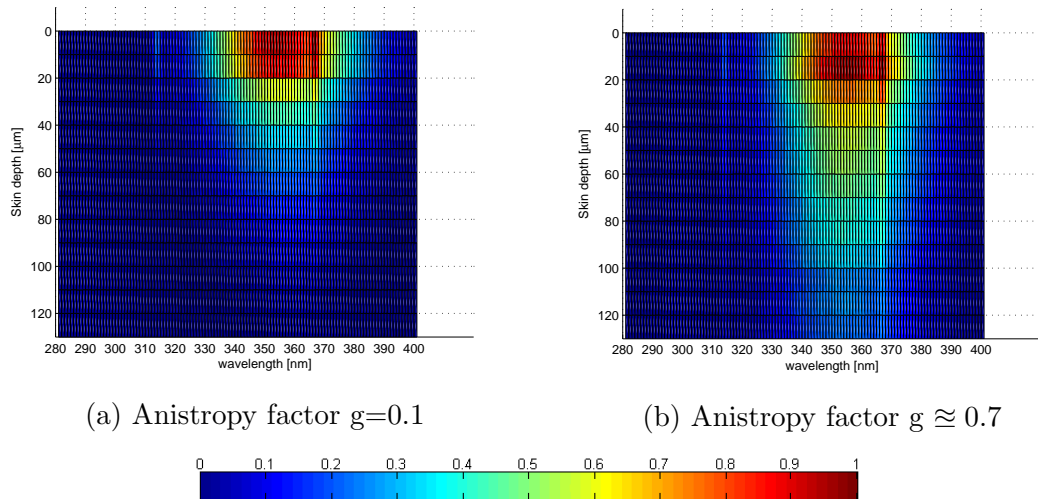 0
20
40
60
80
100
120
Skin depth [µm]
280 290 300 310 320 330 340 350 360 370 380 390 400
wavelength [nm]
0
20
40
60
80
100
120
Skin depth [µm]
280 290 300 310 320 330 340 350 360 370 380 390 400
wavelength [nm]
(a) Anistropy factor g=0.1
(b) Anistropy factor g ≊ 0.7
0 0.1 0.2 0.3 0.4 0.5 0.6 0.7 0.8 0.9 1